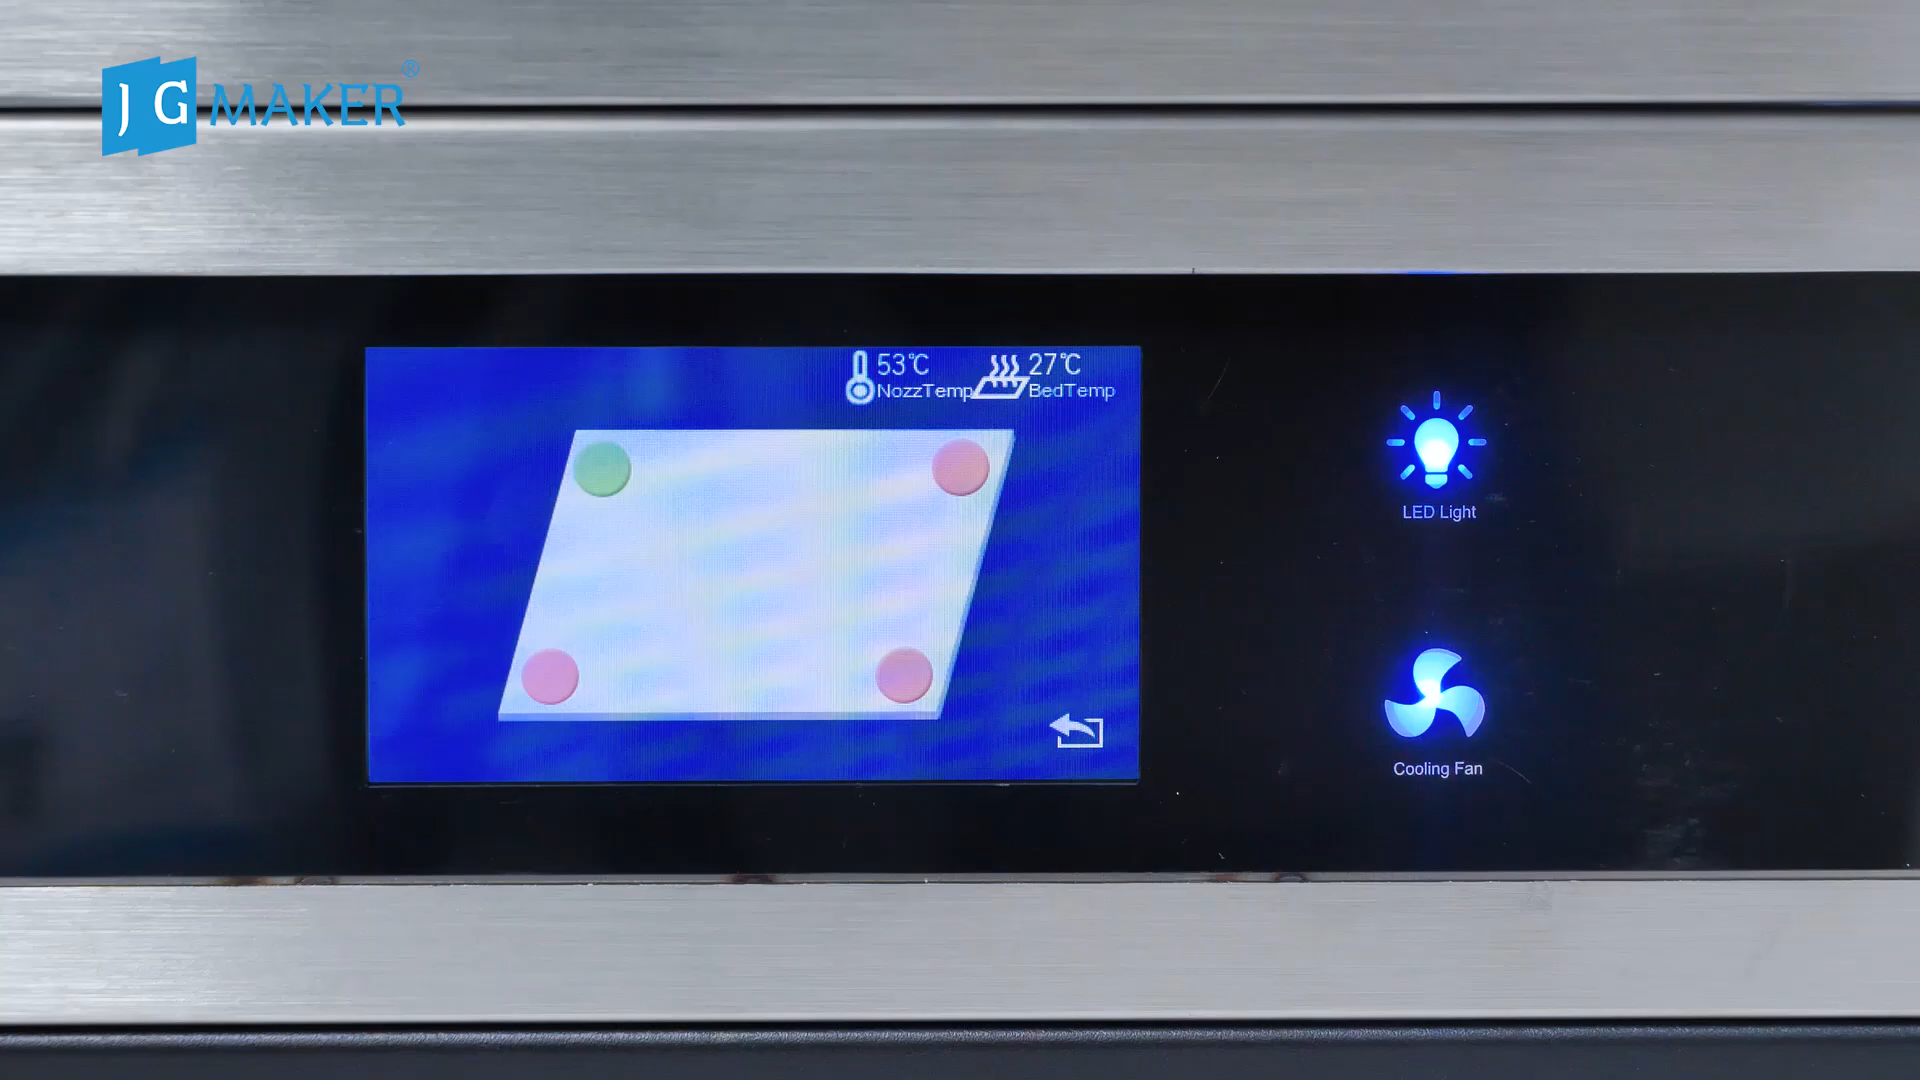 JG MAKER®
53℃
NozzTemp
27℃
BedTemp
LED Light
Cooling Fan